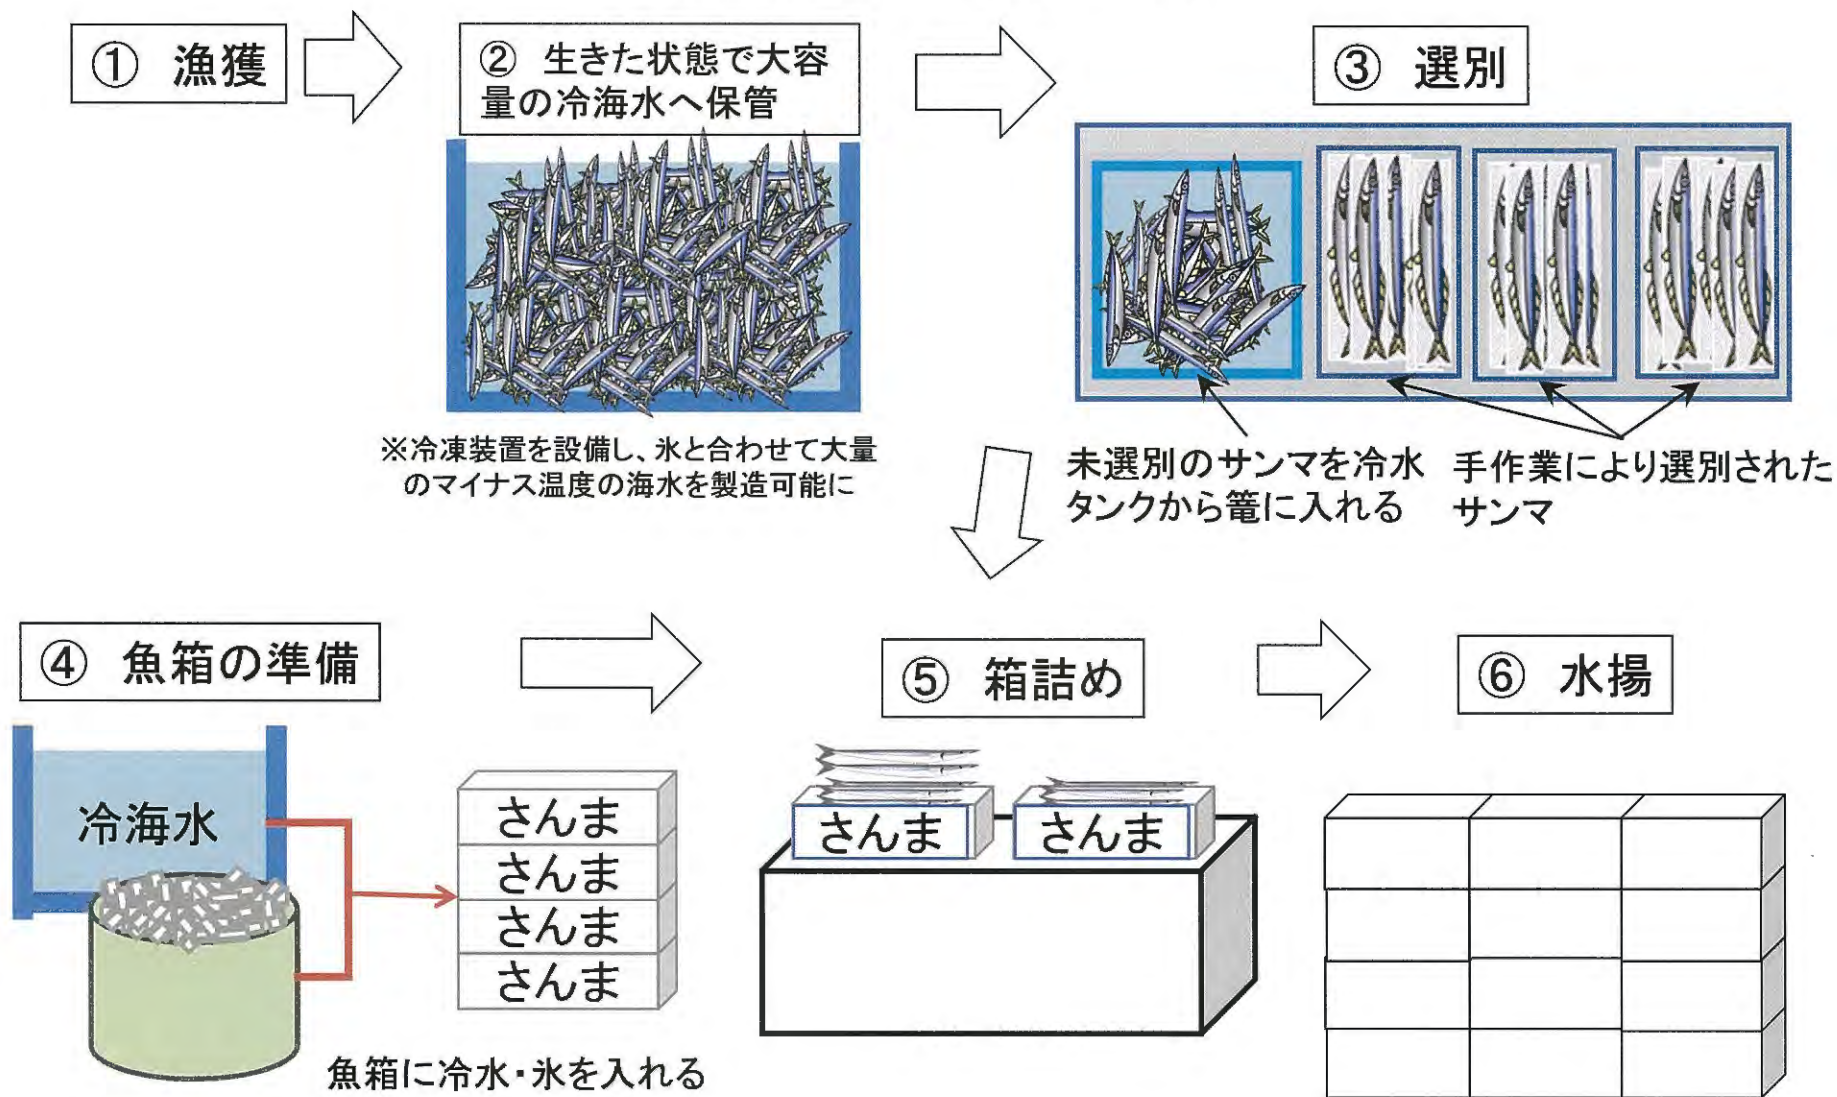 ① 漁獲
② 生きた状態で大容
量の冷海水へ保管
③ 選別
※冷凍装置を設備し、氷と合わせて大量
のマイナス温度の海水を製造可能に
未選別のサンマを冷水
タンクから篭に入れる
手作業により選別された
サンマ
④ 魚箱の準備
冷海水
さんま
さんま
さんま
さんま
魚箱に冷水・氷を入れる
⑤ 箱詰め
さんま
さんま
⑥ 水揚